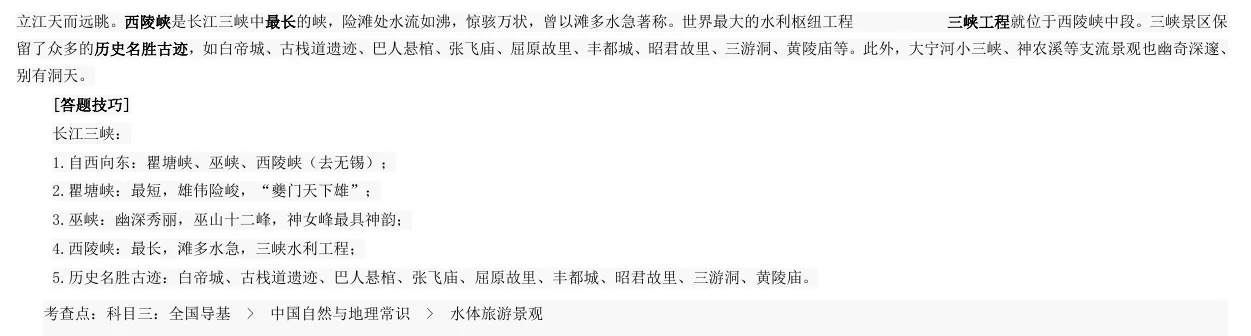 立江天而远眺。西陵峡是长江三峡中最长的峡，险滩处水流如沸，惊骇万状，曾以滩多水急著称。世界最大的水利枢纽工程 三峡工程就位于西陵峡中段。三峡景区保
留了众多的历史名胜古迹，如白帝城、古栈道遗迹、巴人悬棺、张飞庙、屈原故里、丰都城、昭君故里、三游洞、黄陵庙等。此外，大宁河小三峡、神农溪等支流景观也幽奇深邃、
别有洞天。
[答题技巧]
长江三峡：
1.自西向东：瞿塘峡、巫峡、西陵峡（去无锡）；
2.瞿塘峡：最短，雄伟险峻，“夔门天下雄”；
3.巫峡：幽深秀丽，巫山十二峰，神女峰最具神韵；
4.西陵峡：最长，滩多水急，三峡水利工程；
5.历史名胜古迹：白帝城、古栈道遗迹、巴人悬棺、张飞庙、屈原故里、丰都城、昭君故里、三游洞、黄陵庙。
考查点：科目三：全国导基 > 中国自然与地理常识 > 水体旅游景观